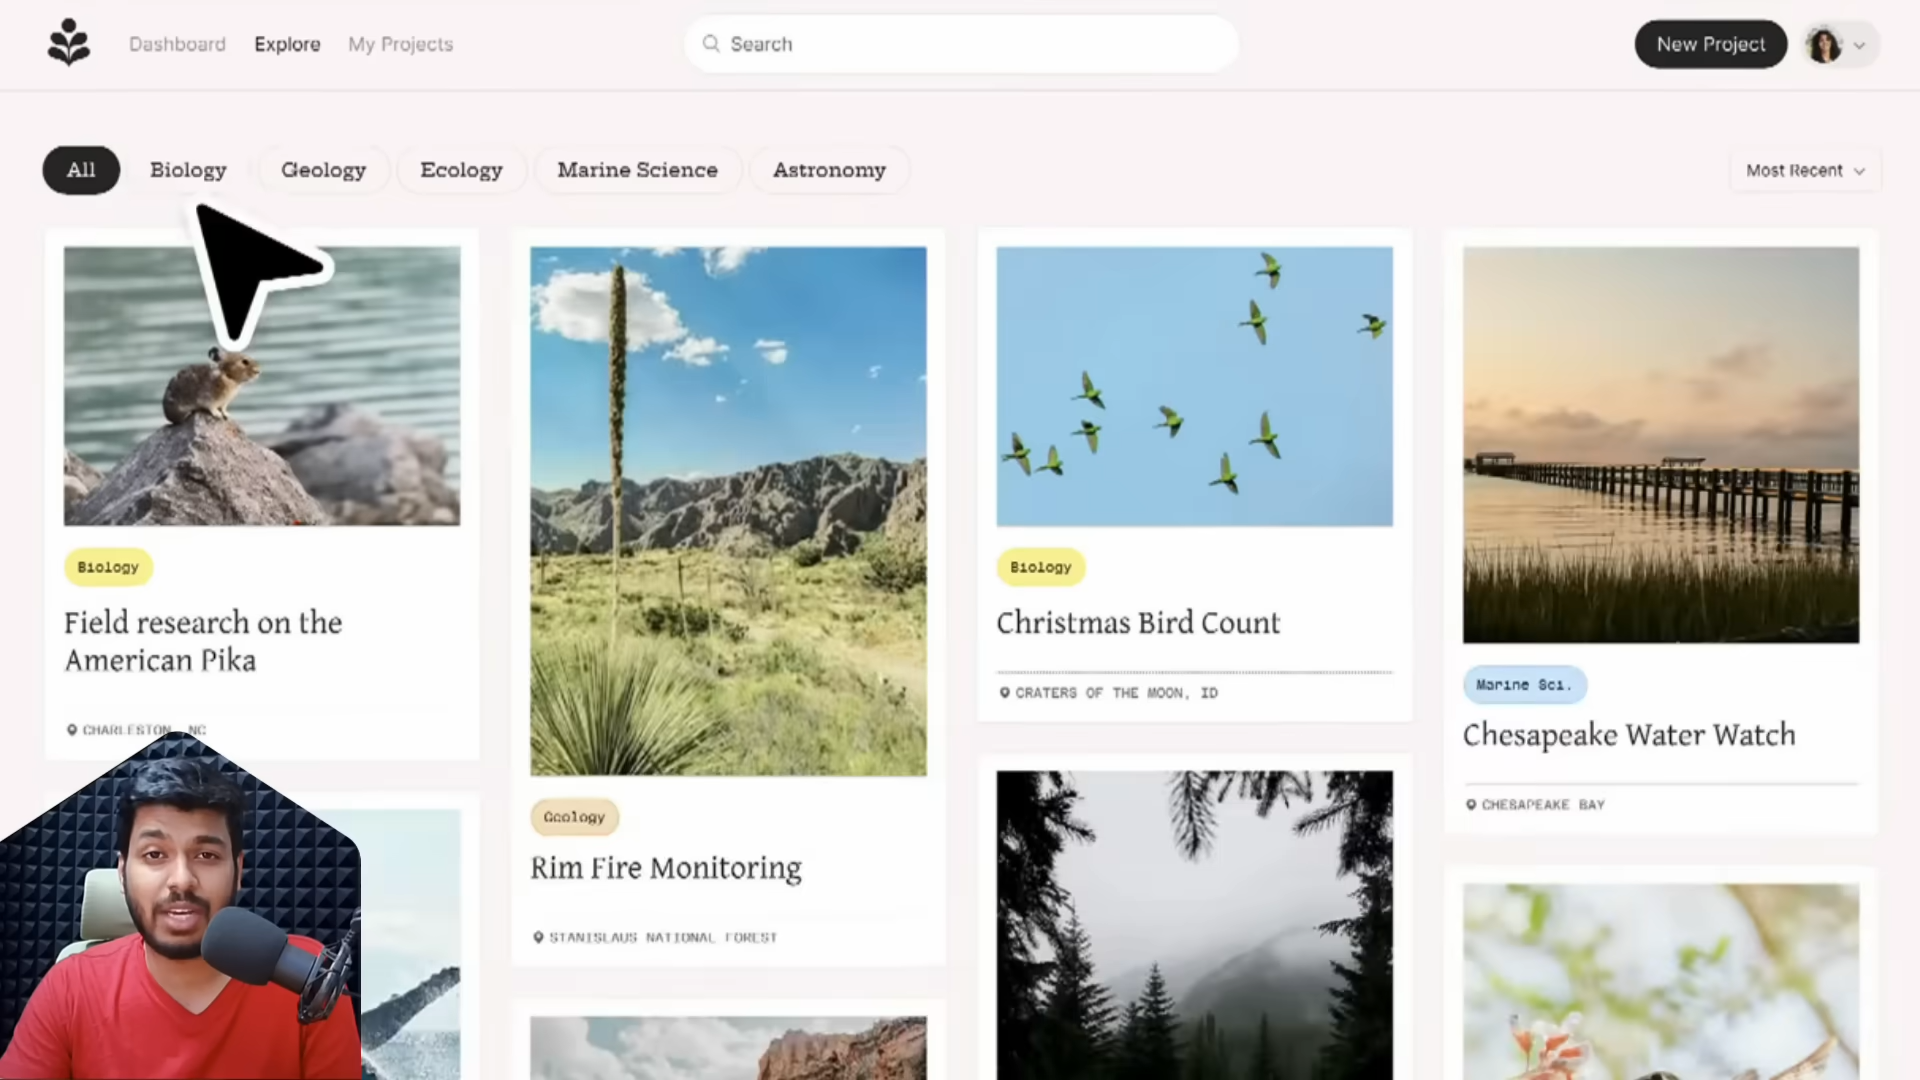 Dashboard
Explore
My Projects
Search
New Project
All
Biology
Geology
Ecology
Marine Science
Astronomy
Most Recent
Biology
Field research on the
American Pika
CHARLESTON, NC
Geology
Rim Fire Monitoring
STANISLAUS NATIONAL FOREST
Biology
Christmas Bird Count
CRATERS OF THE MOON, ID
Marine Sci.
Chesapeake Water Watch
CHESAPEAKE BAY